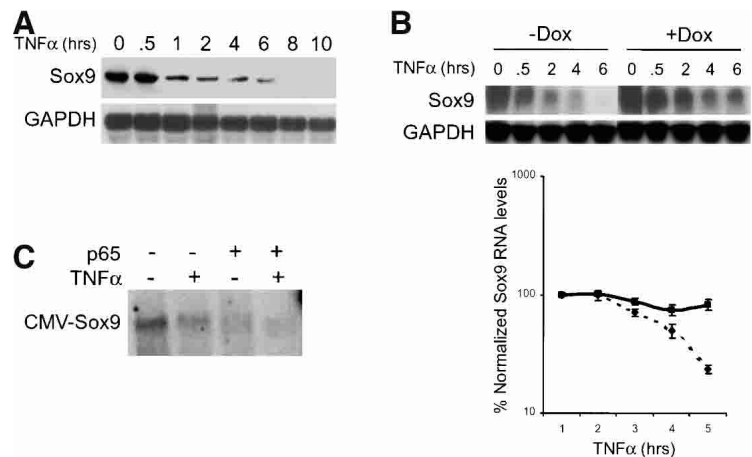 A
TNFα (hrs) 0 .5 1 2 4 6 8 10
Sox9
GAPDH
B
-Dox +Dox
TNFα (hrs) 0 .5 2 4 6 0 .5 2 4 6
Sox9
GAPDH
% Normalized Sox9 RNA levels
1000
100
10
1 2 3 4 5
TNFα (hrs)
C
p65 - - + +
TNFα - + - +
CMV-Sox9